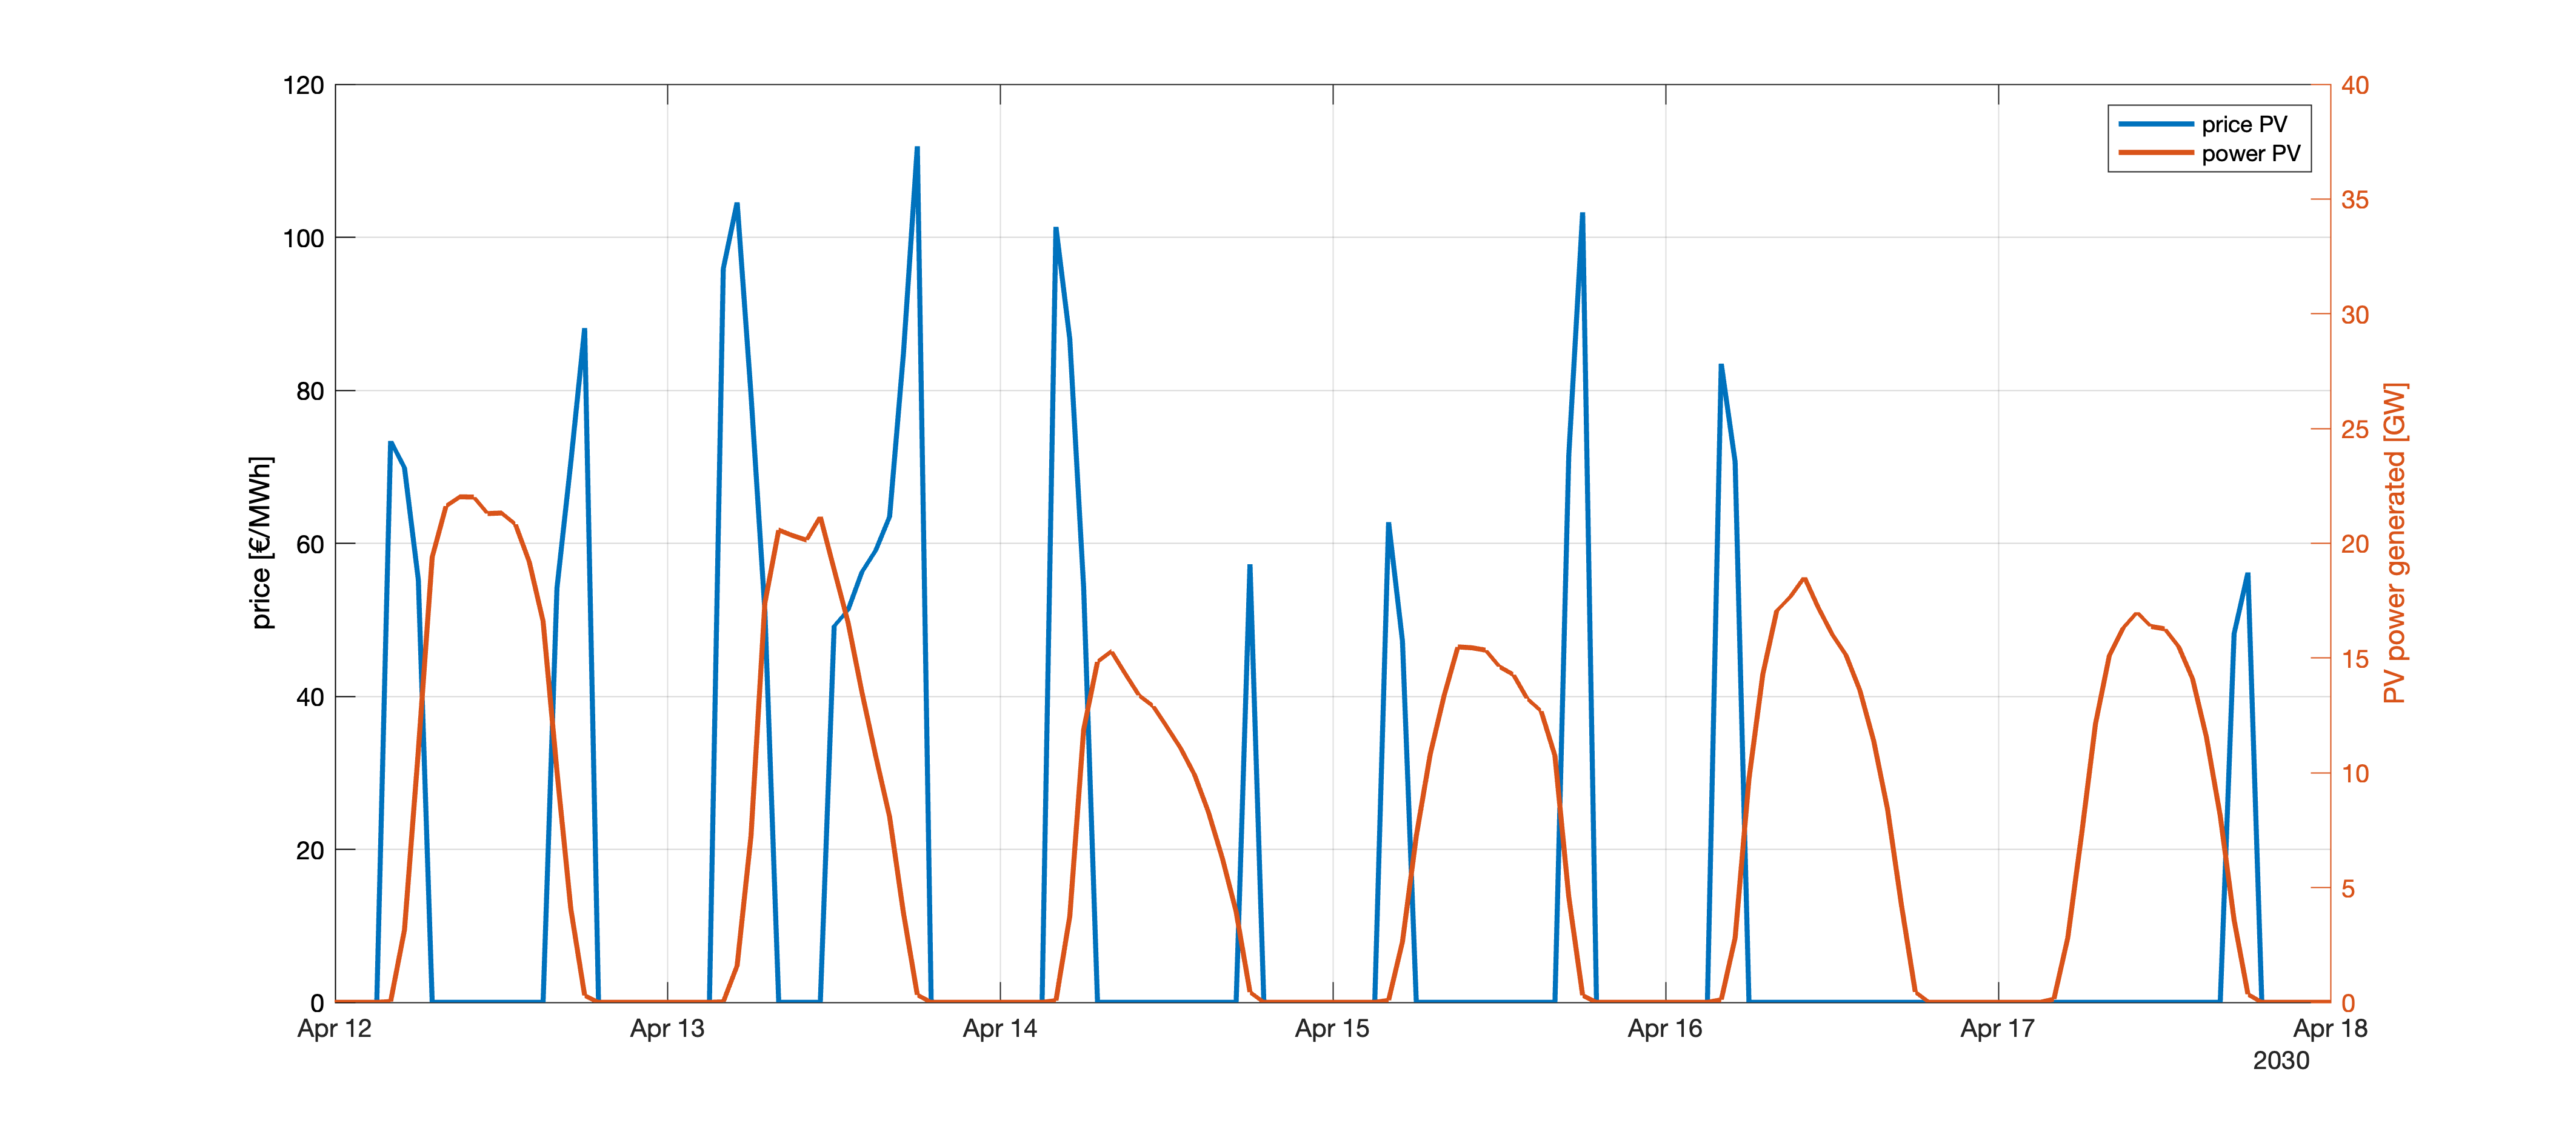 120
100
80
60
40
20
0
price [€/MWh]
40
35
30
25
20
15
10
5
0
PV power generated [GW]
price PV
power PV
Apr 12
Apr 13
Apr 14
Apr 15
Apr 16
Apr 17
Apr 18
2030